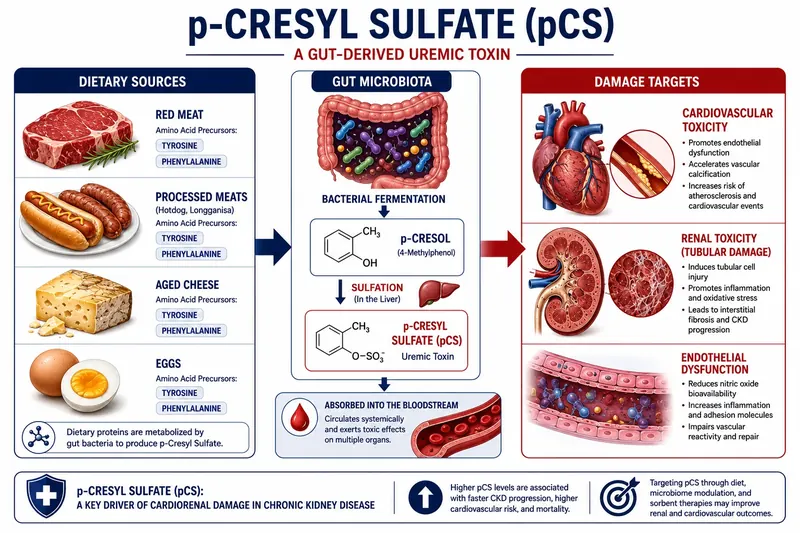 p-CRESYL SULFATE (pCS)
A GUT-DERIVED UREMIC TOXIN
DIETARY SOURCES
RED MEAT
Amino Acid Precursors:
TYROSINE
PHENYLALANINE
PROCESSED MEATS
(Hotdog, Longganisa)
Amino Acid Precursors:
TYROSINE
PHENYLALANINE
AGED CHEESE
Amino Acid Precursors:
TYROSINE
PHENYLALANINE
EGGS
Amino Acid Precursors:
TYROSINE
PHENYLALANINE
Dietary proteins are metabolized by
gut bacteria to produce p-Cresyl Sulfate.
GUT MICROBIOTA
BACTERIAL FERMENTATION
CH₃
OH
p-CRESOL
(4-Methylphenol)
SULFATION
(In the Liver)
CH₃
O–SO₃⁻
p-CRESYL
SULFATE (pCS)
Uremic Toxin
ABSORBED INTO THE BLOODSTREAM
Circulates systemically
and exerts toxic effects
on multiple organs.
DAMAGE TARGETS
CARDIOVASCULAR
TOXICITY
• Promotes endothelial
dysfunction
• Accelerates vascular
calcification
• Increases risk of
atherosclerosis and
cardiovascular events
RENAL TOXICITY
(TUBULAR DAMAGE)
• Induces tubular cell
injury
• Promotes inflammation
and oxidative stress
• Leads to interstitial
fibrosis and CKD
progression
ENDOTHELIAL
DYSFUNCTION
• Reduces nitric oxide
bioavailability
• Increases inflammation
and adhesion molecules
• Impairs vascular
reactivity and repair
p-CRESYL SULFATE (pCS):
A KEY DRIVER OF CARDIORENAL DAMAGE IN CHRONIC KIDNEY DISEASE
Higher pCS levels are associated
with faster CKD progression, higher
cardiovascular risk, and mortality.
Targeting pCS through diet,
microbiome modulation, and
sorbent therapies may improve
renal and cardiovascular outcomes.